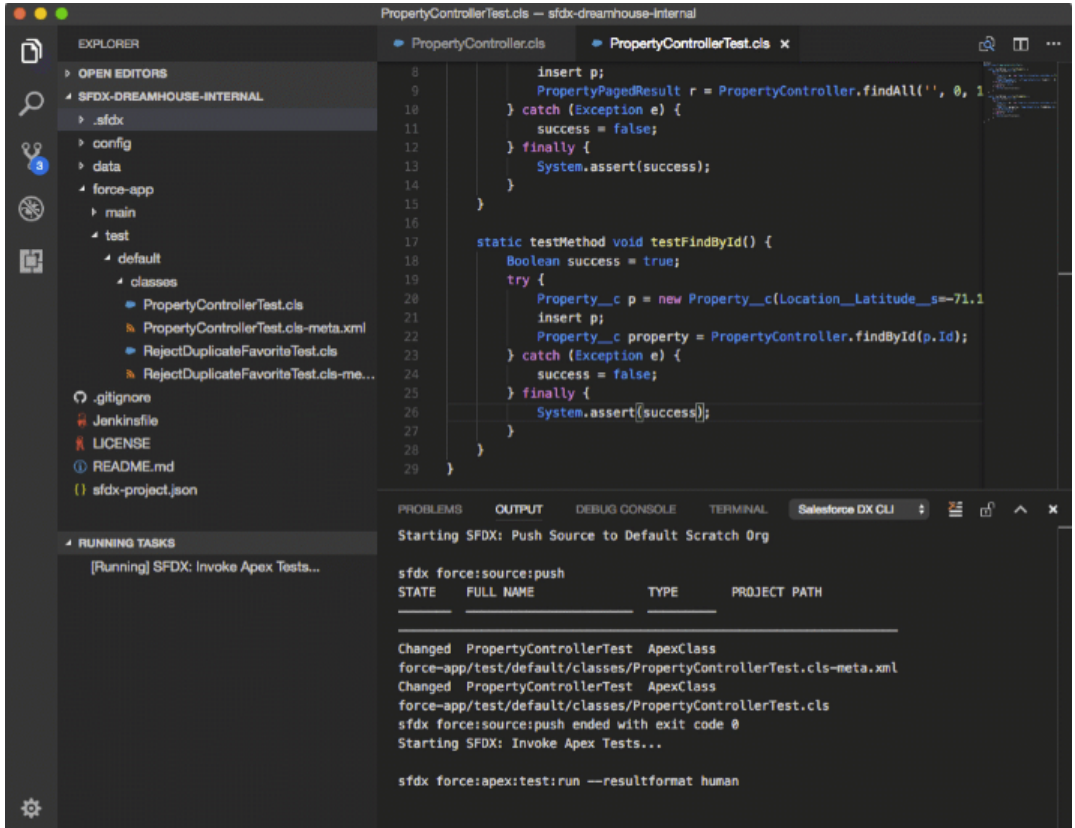 PropertyControllerTest.cls — sfdx-dreamhouse-internal
EXPLORER
OPEN EDITORS
SFDX-DREAMHOUSE-INTERNAL
.sfdx
config
data
force-app
main
test
default
classes
PropertyControllerTest.cls
PropertyControllerTest.cls-meta.xml
RejectDuplicateFavoriteTest.cls
RejectDuplicateFavoriteTest.cls-me...
.gitignore
Jenkinsfile
LICENSE
README.md
{} sfdx-project.json
3
RUNNING TASKS
[Running] SFDX: Invoke Apex Tests...
PropertyController.cls PropertyControllerTest.cls
8 insert p;
9 PropertyPagedResult r = PropertyController.findAll('', 0, 1
10 } catch (Exception e) {
11 success = false;
12 } finally {
13 System.assert(success);
14 }
15 }
16
17 static testMethod void testFindById() {
18 Boolean success = true;
19 try {
20 Property__c p = new Property__c(Location__Latitude__s=-71.1
21 insert p;
22 Property__c property = PropertyController.findById(p.Id);
23 } catch (Exception e) {
24 success = false;
25 } finally {
26 System.assert(success);
27 }
28 }
29 }
PROBLEMS OUTPUT DEBUG CONSOLE TERMINAL Salesforce DX CLI
Starting SFDX: Push Source to Default Scratch Org
sfdx force:source:push
STATE FULL NAME TYPE PROJECT PATH
Changed PropertyControllerTest ApexClass
force-app/test/default/classes/PropertyControllerTest.cls-meta.xml
Changed PropertyControllerTest ApexClass
force-app/test/default/classes/PropertyControllerTest.cls
sfdx force:source:push ended with exit code 0
Starting SFDX: Invoke Apex Tests...
sfdx force:apex:test:run --resultformat human